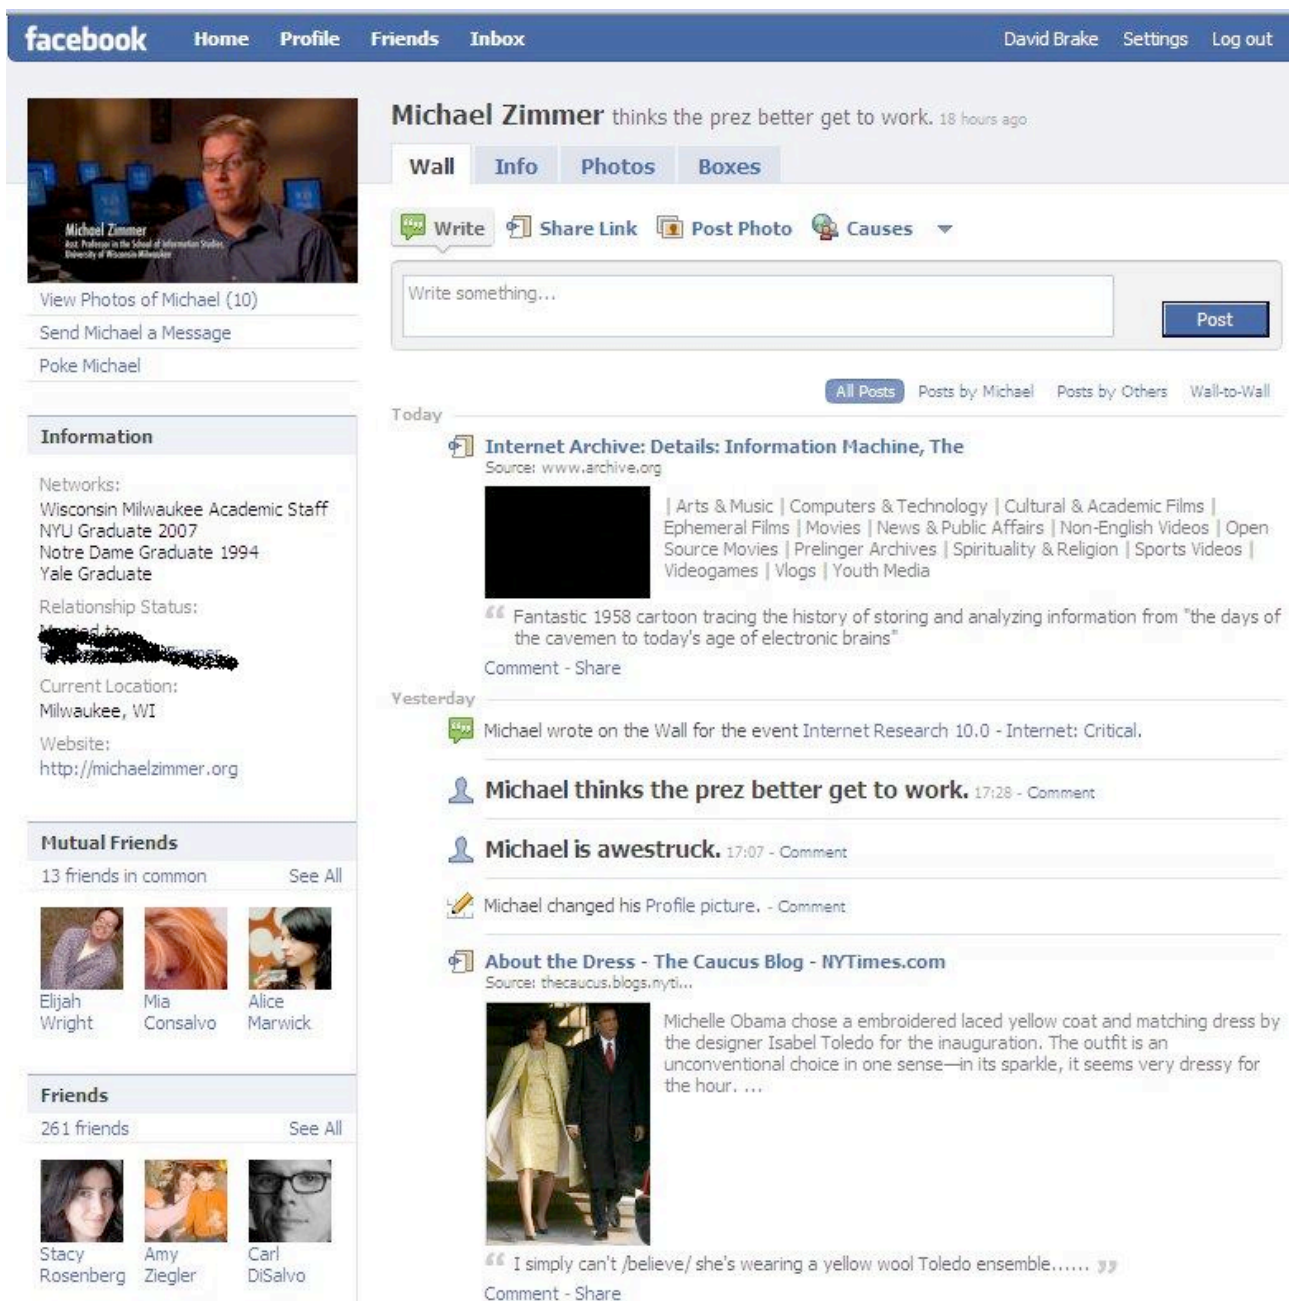 facebook Home Profile Friends Inbox David Brake Settings Log out
Michael Zimmer
Asst. Professor in the School of Information Studies,
University of Wisconsin Milwaukee
View Photos of Michael (10)
Send Michael a Message
Poke Michael
Information
Networks:
Wisconsin Milwaukee Academic Staff
NYU Graduate 2007
Notre Dame Graduate 1994
Yale Graduate
Relationship Status:
Current Location:
Milwaukee, WI
Website:
http://michaelzimmer.org
Mutual Friends
13 friends in common See All
Elijah Wright
Mia Consalvo
Alice Marwick
Friends
261 friends See All
Stacy Rosenberg
Amy Ziegler
Carl DiSalvo
Michael Zimmer thinks the prez better get to work. 18 hours ago
Wall Info Photos Boxes
Write Share Link Post Photo Causes
Write something...
Post
All Posts Posts by Michael Posts by Others Wall-to-Wall
Today
Internet Archive: Details: Information Machine, The
Source: www.archive.org
| Arts & Music | Computers & Technology | Cultural & Academic Films |
Ephemeral Films | Movies | News & Public Affairs | Non-English Videos | Open
Source Movies | Prelinger Archives | Spirituality & Religion | Sports Videos |
Videogames | Vlogs | Youth Media
“ Fantastic 1958 cartoon tracing the history of storing and analyzing information from "the days of
the cavemen to today's age of electronic brains"
Comment - Share
Yesterday
Michael wrote on the Wall for the event Internet Research 10.0 - Internet: Critical.
Michael thinks the prez better get to work. 17:28 - Comment
Michael is awestruck. 17:07 - Comment
Michael changed his Profile picture. - Comment
About the Dress - The Caucus Blog - NYTimes.com
Source: thecaucus.blogs.nyti...
Michelle Obama chose a embroidered laced yellow coat and matching dress by
the designer Isabel Toledo for the inauguration. The outfit is an
unconventional choice in one sense—in its sparkle, it seems very dressy for
the hour. ...
“ I simply can't /believe/ she's wearing a yellow wool Toledo ensemble...... ”
Comment - Share